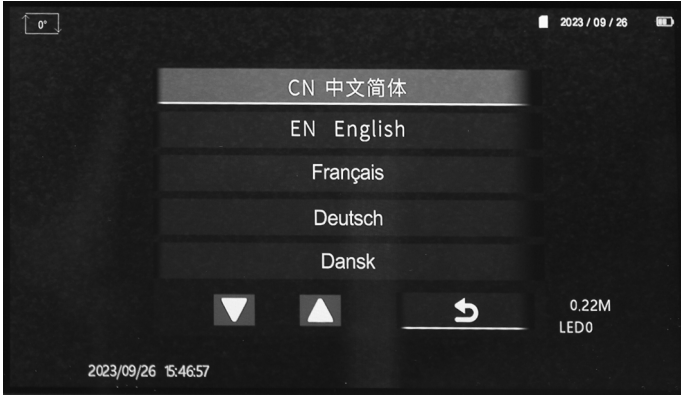 0°
2023 / 09 / 26
CN 中文简体
EN English
Français
Deutsch
Dansk
0.22M
LED0
2023/09/26 15:46:57